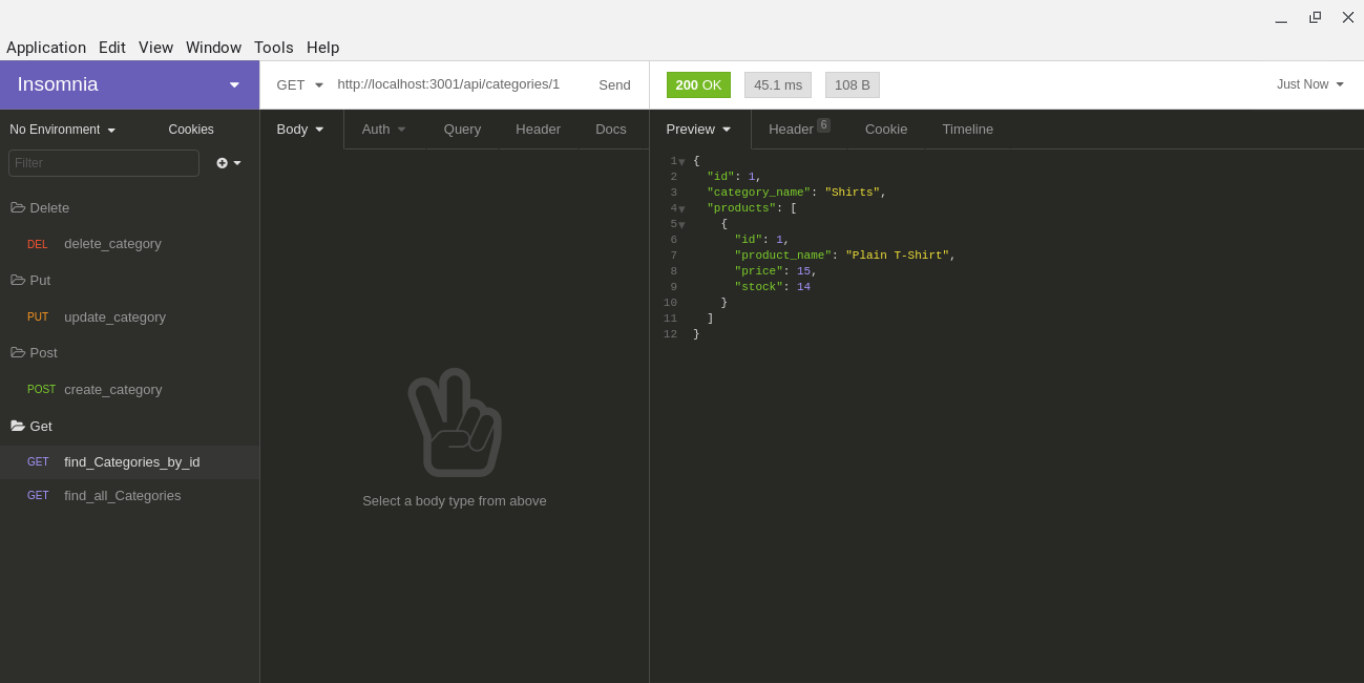 Application Edit View Window Tools Help
Insomnia
GET http://localhost:3001/api/categories/1 Send
200 OK 45.1 ms 108 B Just Now
No Environment Cookies
Body Auth Query Header Docs
Preview Header 6 Cookie Timeline
Filter
Delete
DEL delete_category
Put
PUT update_category
Post
POST create_category
Get
GET find_Categories_by_id
GET find_all_Categories
Select a body type from above
1 {
2 "id": 1,
3 "category_name": "Shirts",
4 "products": [
5 {
6 "id": 1,
7 "product_name": "Plain T-Shirt",
8 "price": 15,
9 "stock": 14
10 }
11 ]
12 }